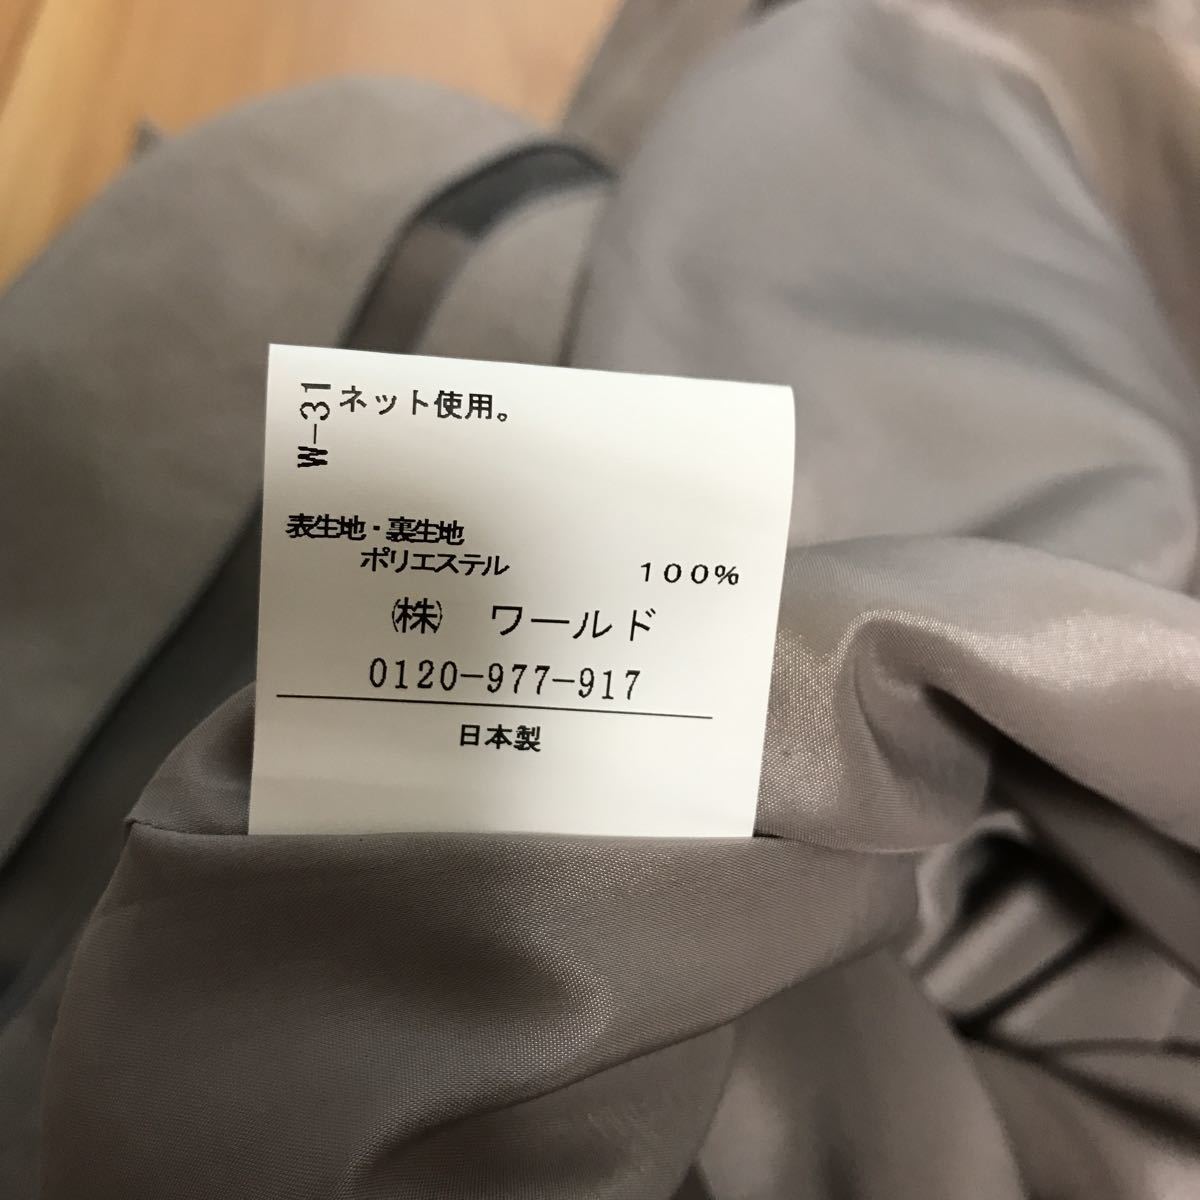 W-31
ネット使用。
表生地・裏生地
ポリエステル 100%
㈱ ワールド
0120-977-917
日本製